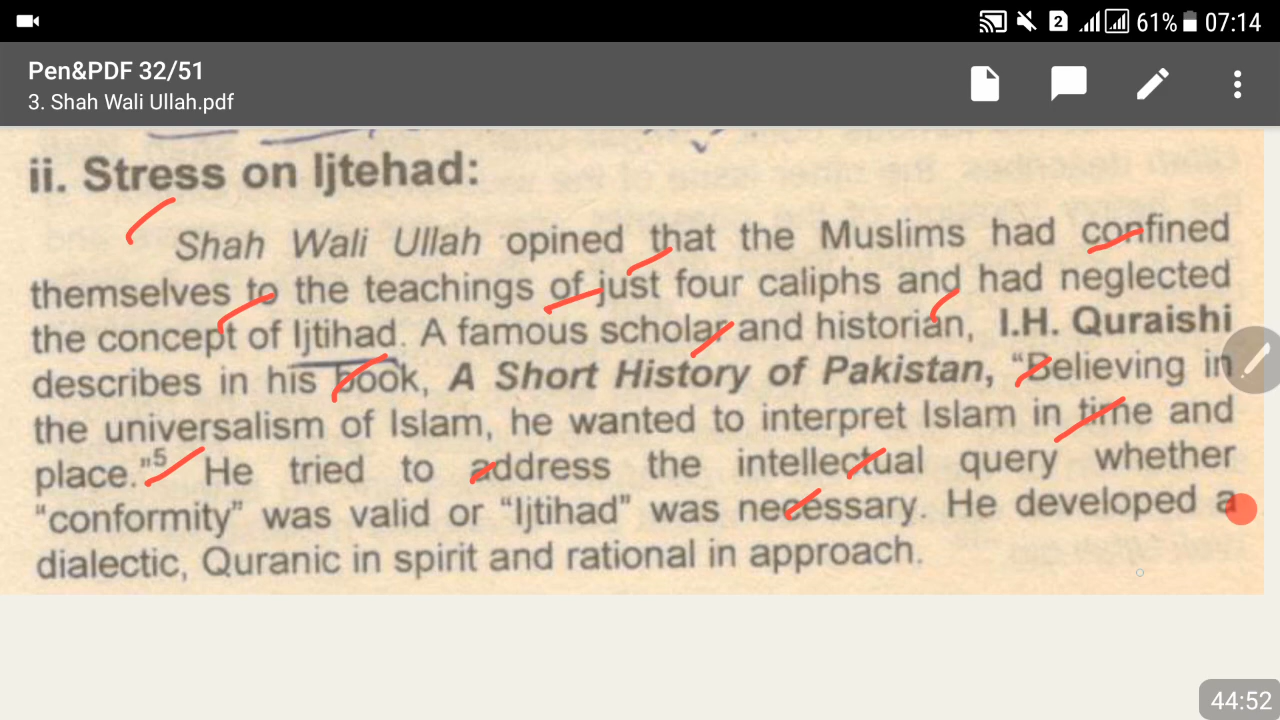 2 61% 07:14
Pen&PDF 32/51
3. Shah Wali Ullah.pdf
ii. Stress on Ijtehad:
Shah Wali Ullah opined that the Muslims had confined
themselves to the teachings of just four caliphs and had neglected
the concept of Ijtihad. A famous scholar and historian, I.H. Quraishi
describes in his book, A Short History of Pakistan, “Believing in
the universalism of Islam, he wanted to interpret Islam in time and
place.”5 He tried to address the intellectual query whether
“conformity” was valid or “Ijtihad” was necessary. He developed a
dialectic, Quranic in spirit and rational in approach.
44:52